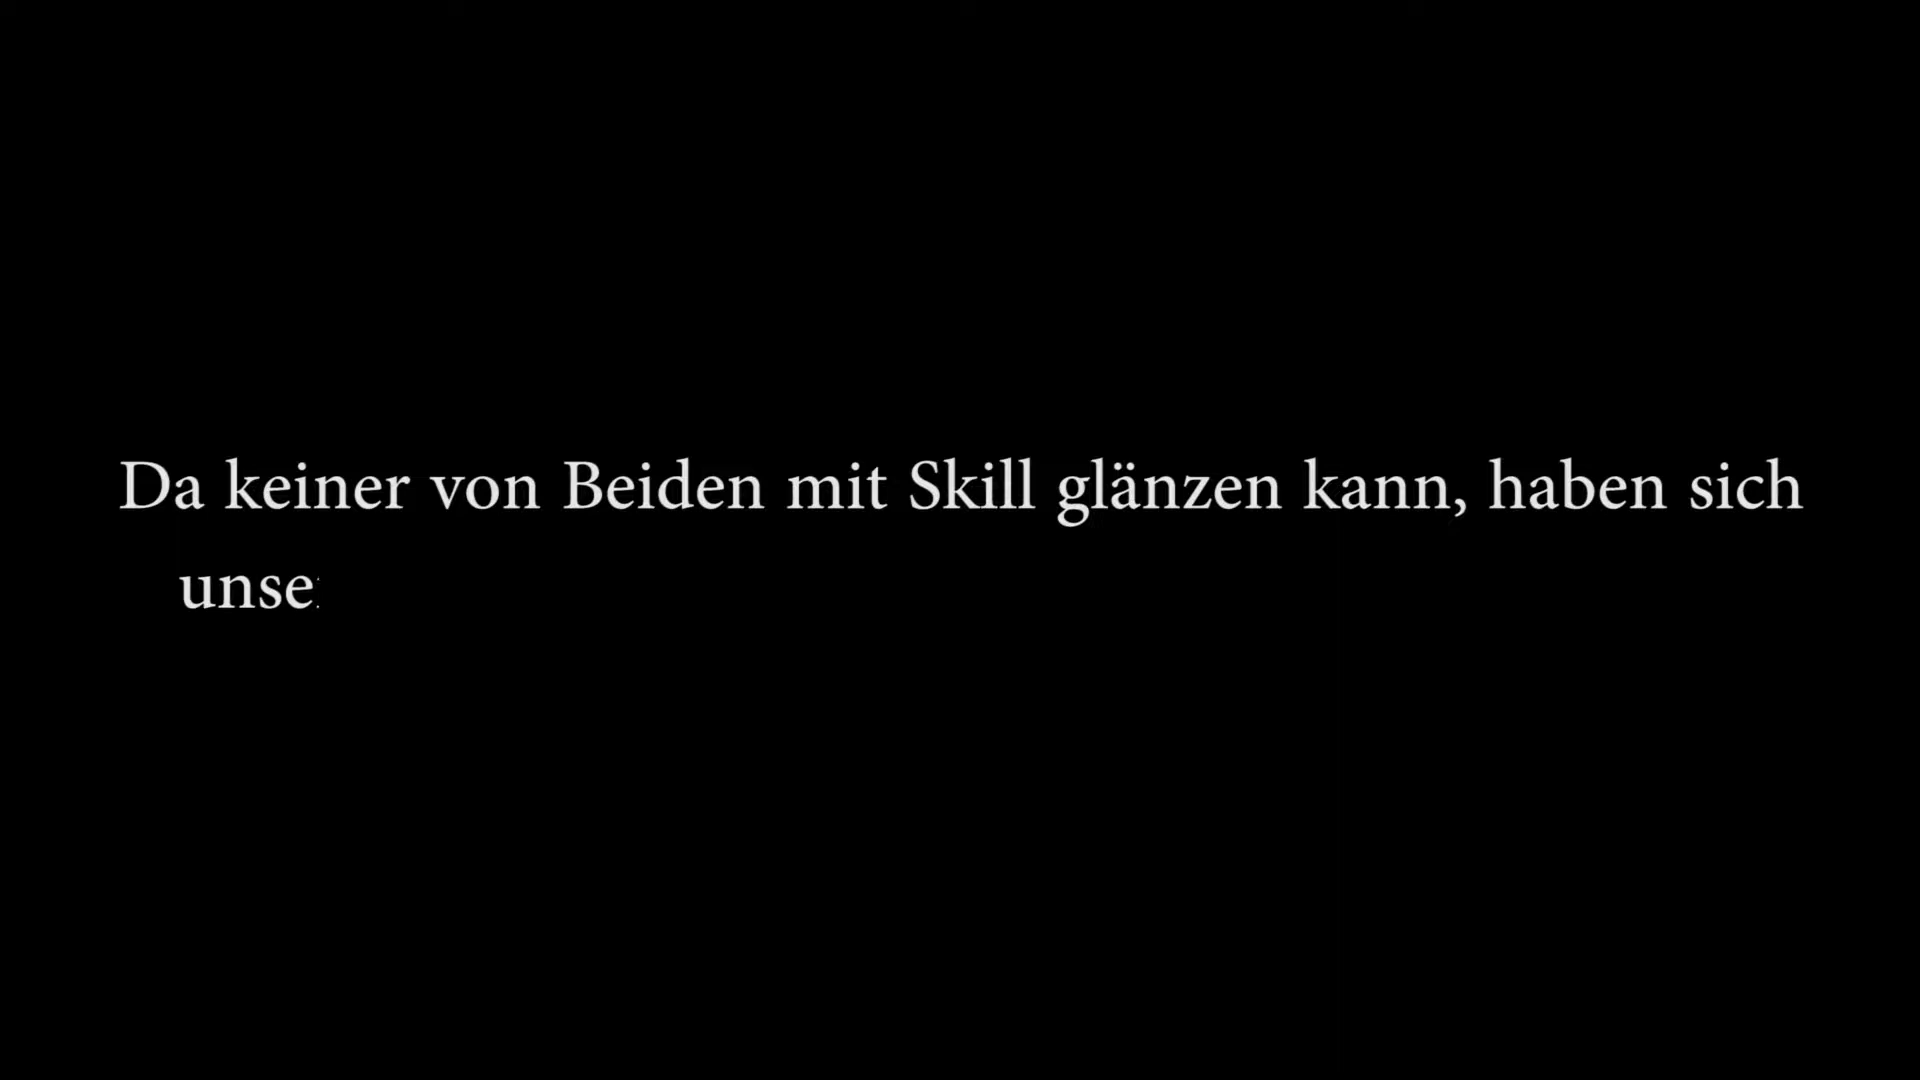 Da keiner von Beiden mit Skill glänzen kann, haben sich
unse